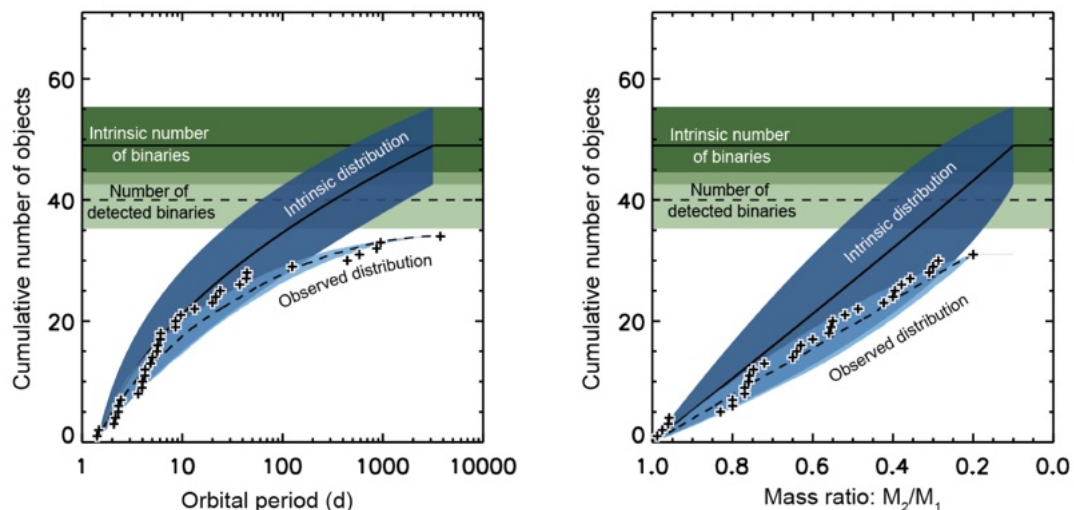 Cumulative number of objects
60
40
20
0
Intrinsic number
of binaries
Number of
detected binaries
Intrinsic distribution
Observed distribution
1
10
100
1000
10000
Orbital period (d)
Cumulative number of objects
60
40
20
0
Intrinsic number
of binaries
Number of
detected binaries
Intrinsic distribution
Observed distribution
1.0
0.8
0.6
0.4
0.2
0.0
Mass ratio: M₂/M₁